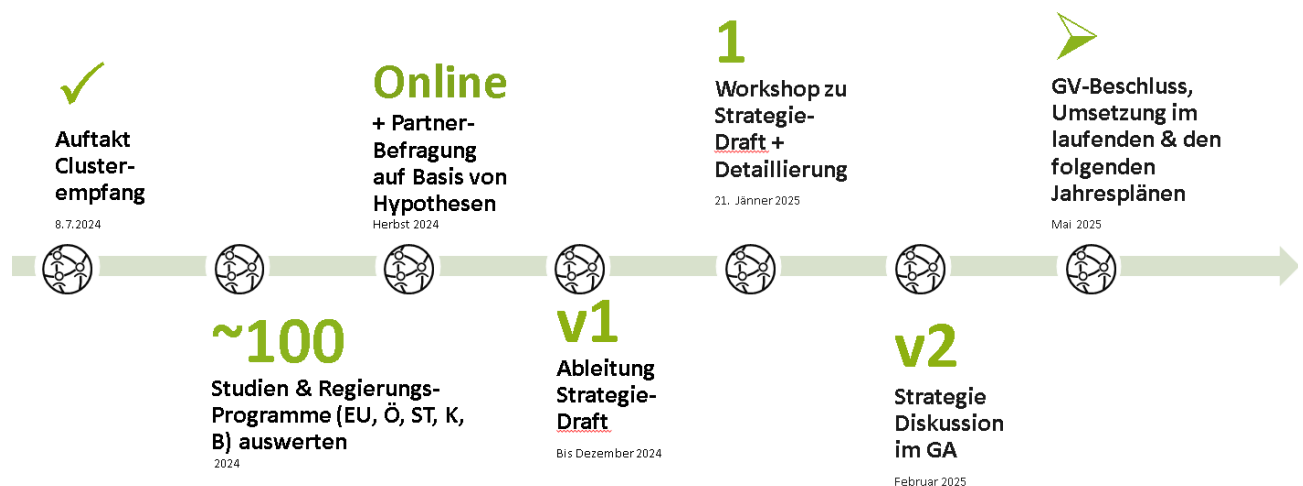 Auftakt
Cluster-
empfang
8.7.2024
~100
Studien & Regierungs-
Programme (EU, Ö, ST, K,
B) auswerten
2024
Online
+ Partner-
Befragung
auf Basis von
Hypothesen
Herbst 2024
v1
Ableitung
Strategie-
Draft
Bis Dezember 2024
1
Workshop zu
Strategie-
Draft +
Detaillierung
21. Jänner 2025
v2
Strategie
Diskussion
im GA
Februar 2025
GV-Beschluss,
Umsetzung im
laufenden & den
folgenden
Jahresplänen
Mai 2025